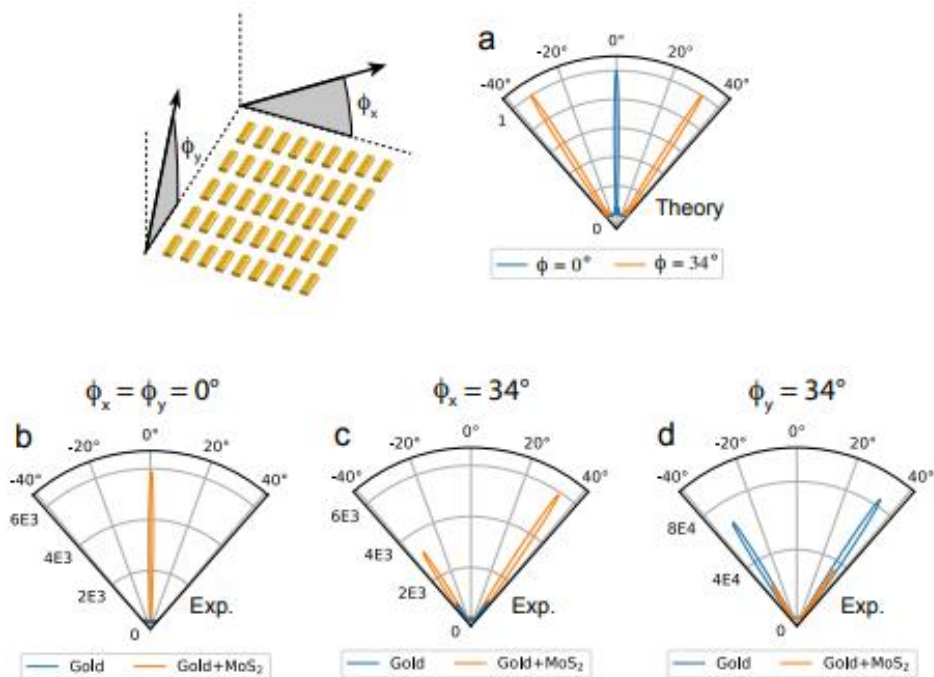 ϕx
ϕy
a
-40°
-20°
0°
20°
40°
1
0
Theory
ϕ = 0°
ϕ = 34°
ϕx = ϕy = 0°
b
-40°
-20°
0°
20°
40°
6E3
4E3
2E3
0
Exp.
Gold
Gold+MoS₂
ϕx = 34°
c
-40°
-20°
0°
20°
40°
6E3
4E3
2E3
0
Exp.
Gold
Gold+MoS₂
ϕy = 34°
d
-40°
-20°
0°
20°
40°
8E4
4E4
0
Exp.
Gold
Gold+MoS₂